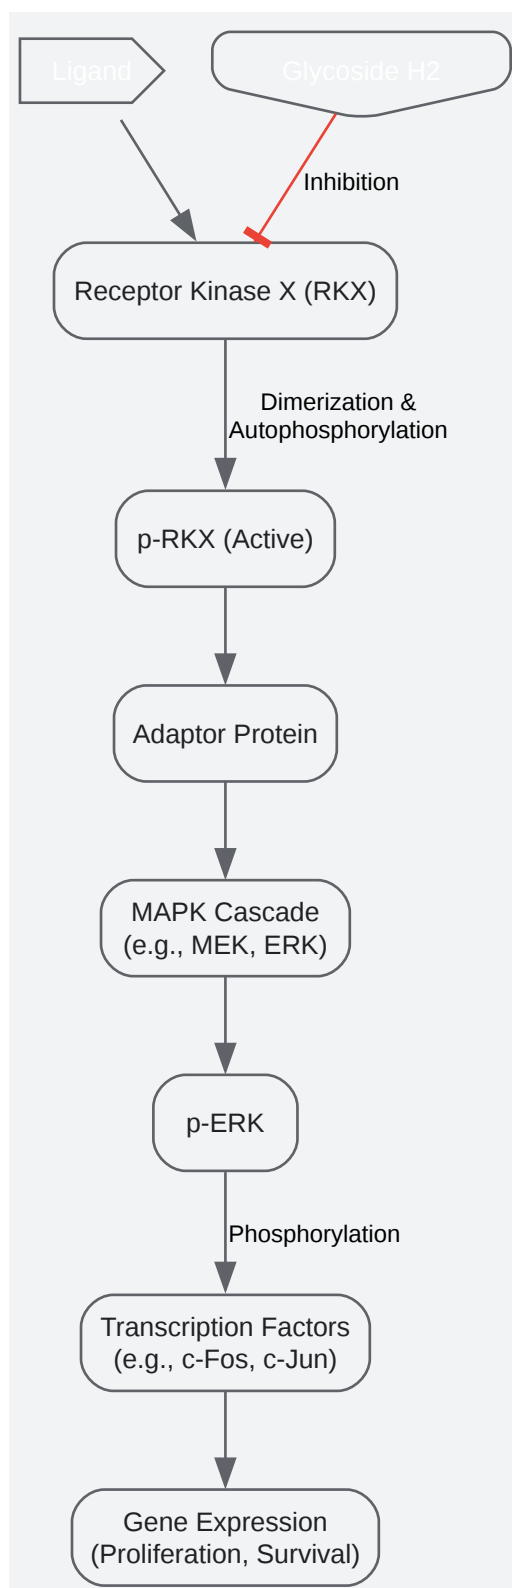 Ligand
Glycoside H2
Inhibition
Receptor Kinase X (RKX)
Dimerization &
Autophosphorylation
p-RKX (Active)
Adaptor Protein
MAPK Cascade
(e.g., MEK, ERK)
p-ERK
Phosphorylation
Transcription Factors
(e.g., c-Fos, c-Jun)
Gene Expression
(Proliferation, Survival)